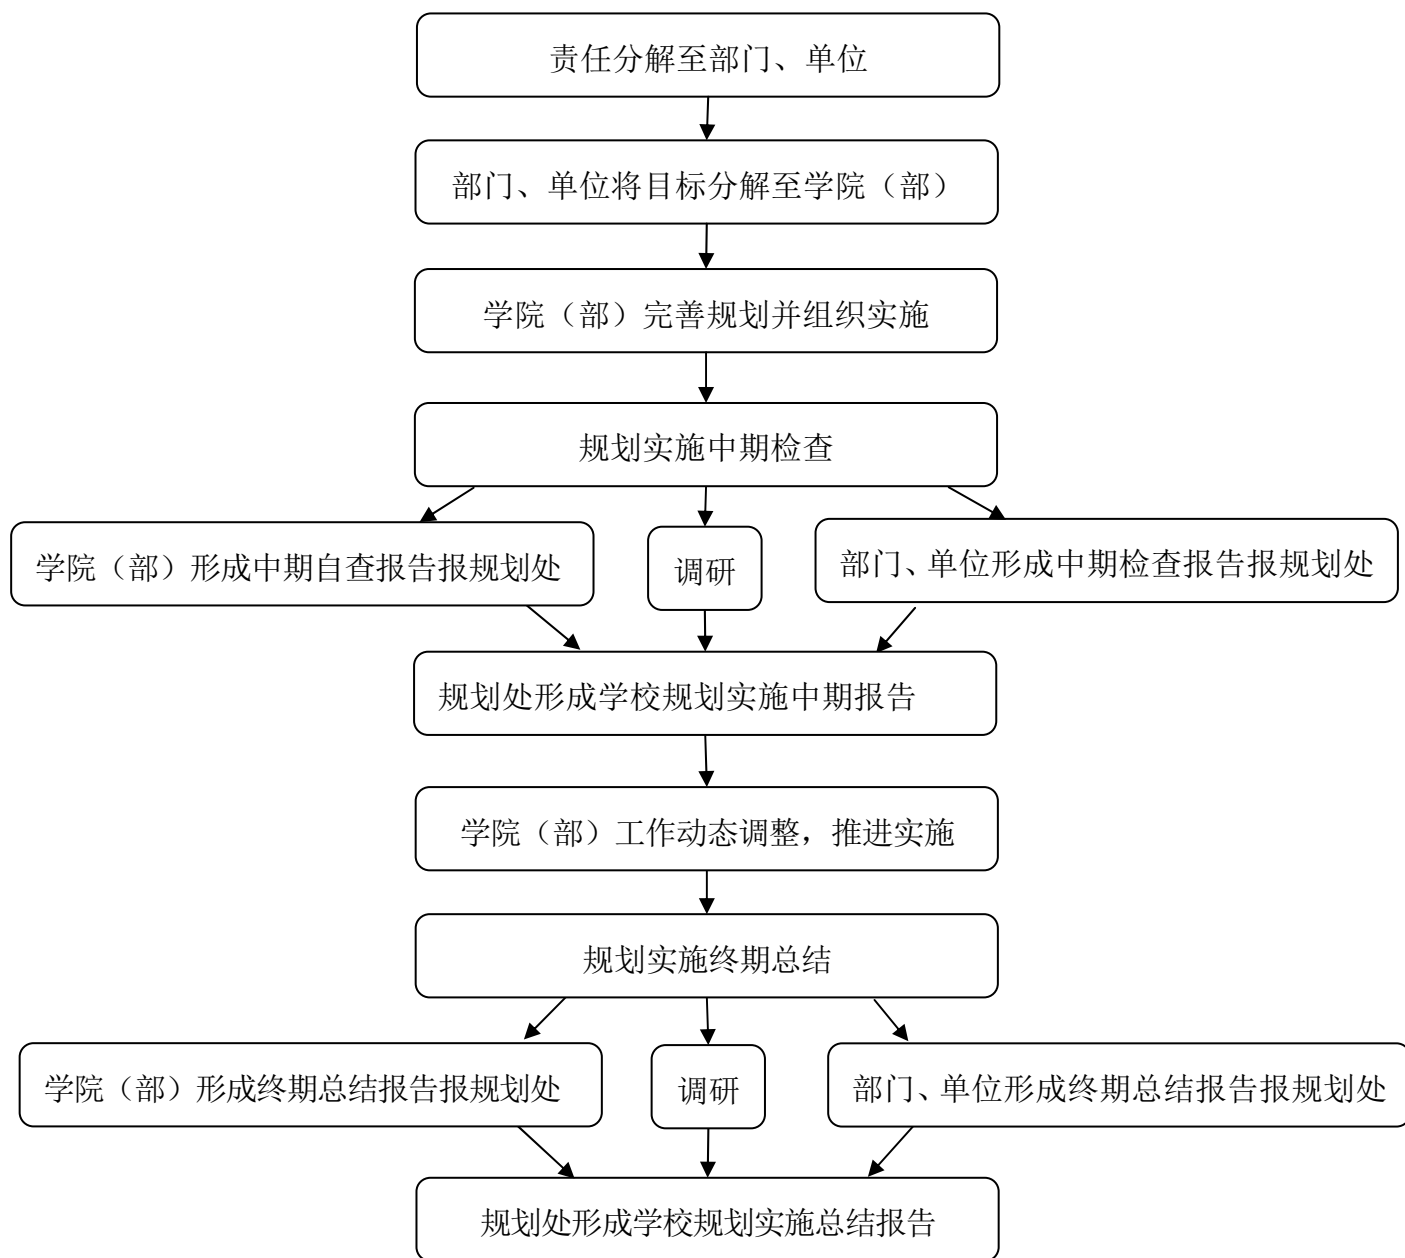 责任分解至部门、单位
部门、单位将目标分解至学院（部）
学院（部）完善规划并组织实施
规划实施中期检查
学院（部）形成中期自查报告报规划处
调研
部门、单位形成中期检查报告报规划处
规划处形成学校规划实施中期报告
学院（部）工作动态调整，推进实施
规划实施终期总结
学院（部）形成终期总结报告报规划处
调研
部门、单位形成终期总结报告报规划处
规划处形成学校规划实施总结报告